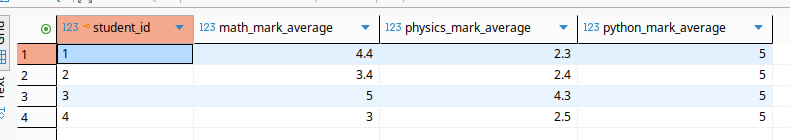 123 student_id 123 math_mark_average 123 physics_mark_average 123 python_mark_average
1 1 4.4 2.3 5
2 2 3.4 2.4 5
3 3 5 4.3 5
4 4 3 2.5 5
Text